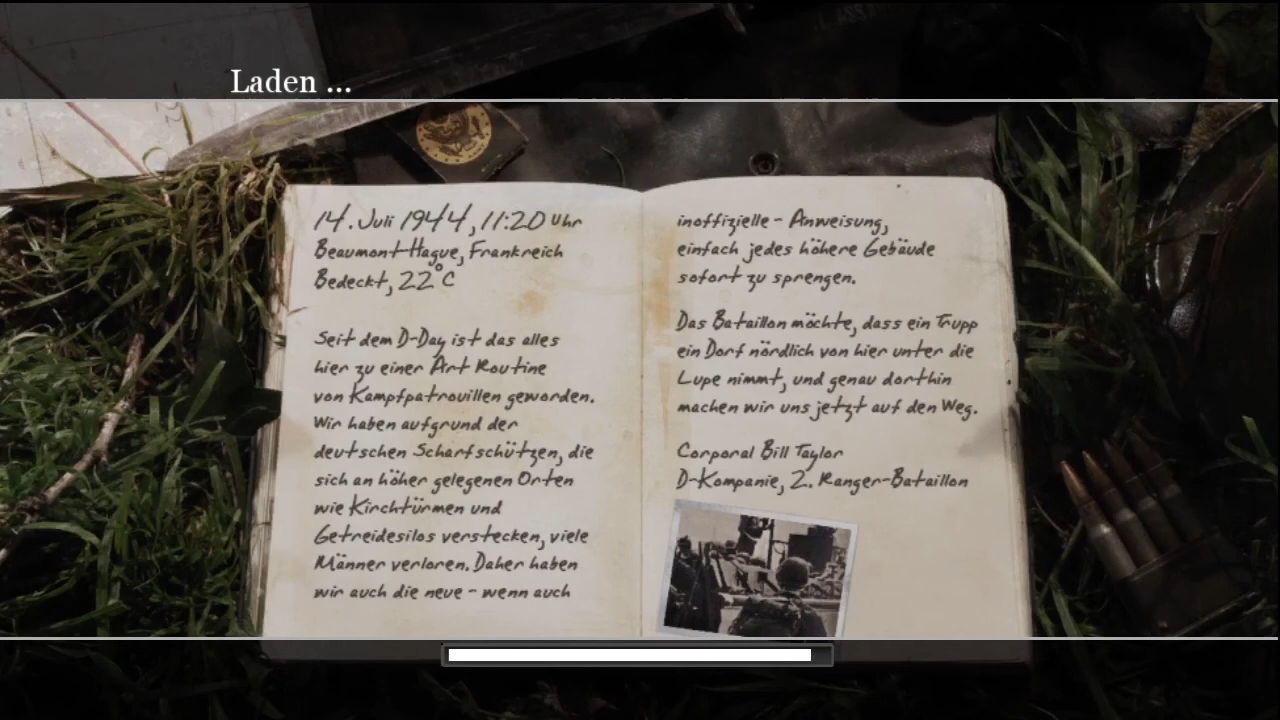 Laden ...
14. Juli 1944, 11:20 Uhr
Beaumont-Hague, Frankreich
Bedeckt, 22°C
Seit dem D-Day ist das alles
hier zu einer Art Routine
von Kampfpatrouillen geworden.
Wir haben aufgrund der
deutschen Scharfschützen, die
sich an höher gelegenen Orten
wie Kirchtürmen und
Getreidesilos verstecken, viele
Männer verloren. Daher haben
wir auch die neue - wenn auch
inoffizielle - Anweisung,
einfach jedes höhere Gebäude
sofort zu sprengen.
Das Bataillon möchte, dass ein Trupp
ein Dorf nördlich von hier unter die
Lupe nimmt, und genau dorthin
machen wir uns jetzt auf den Weg.
Corporal Bill Taylor
D-Kompanie, 2. Ranger-Bataillon